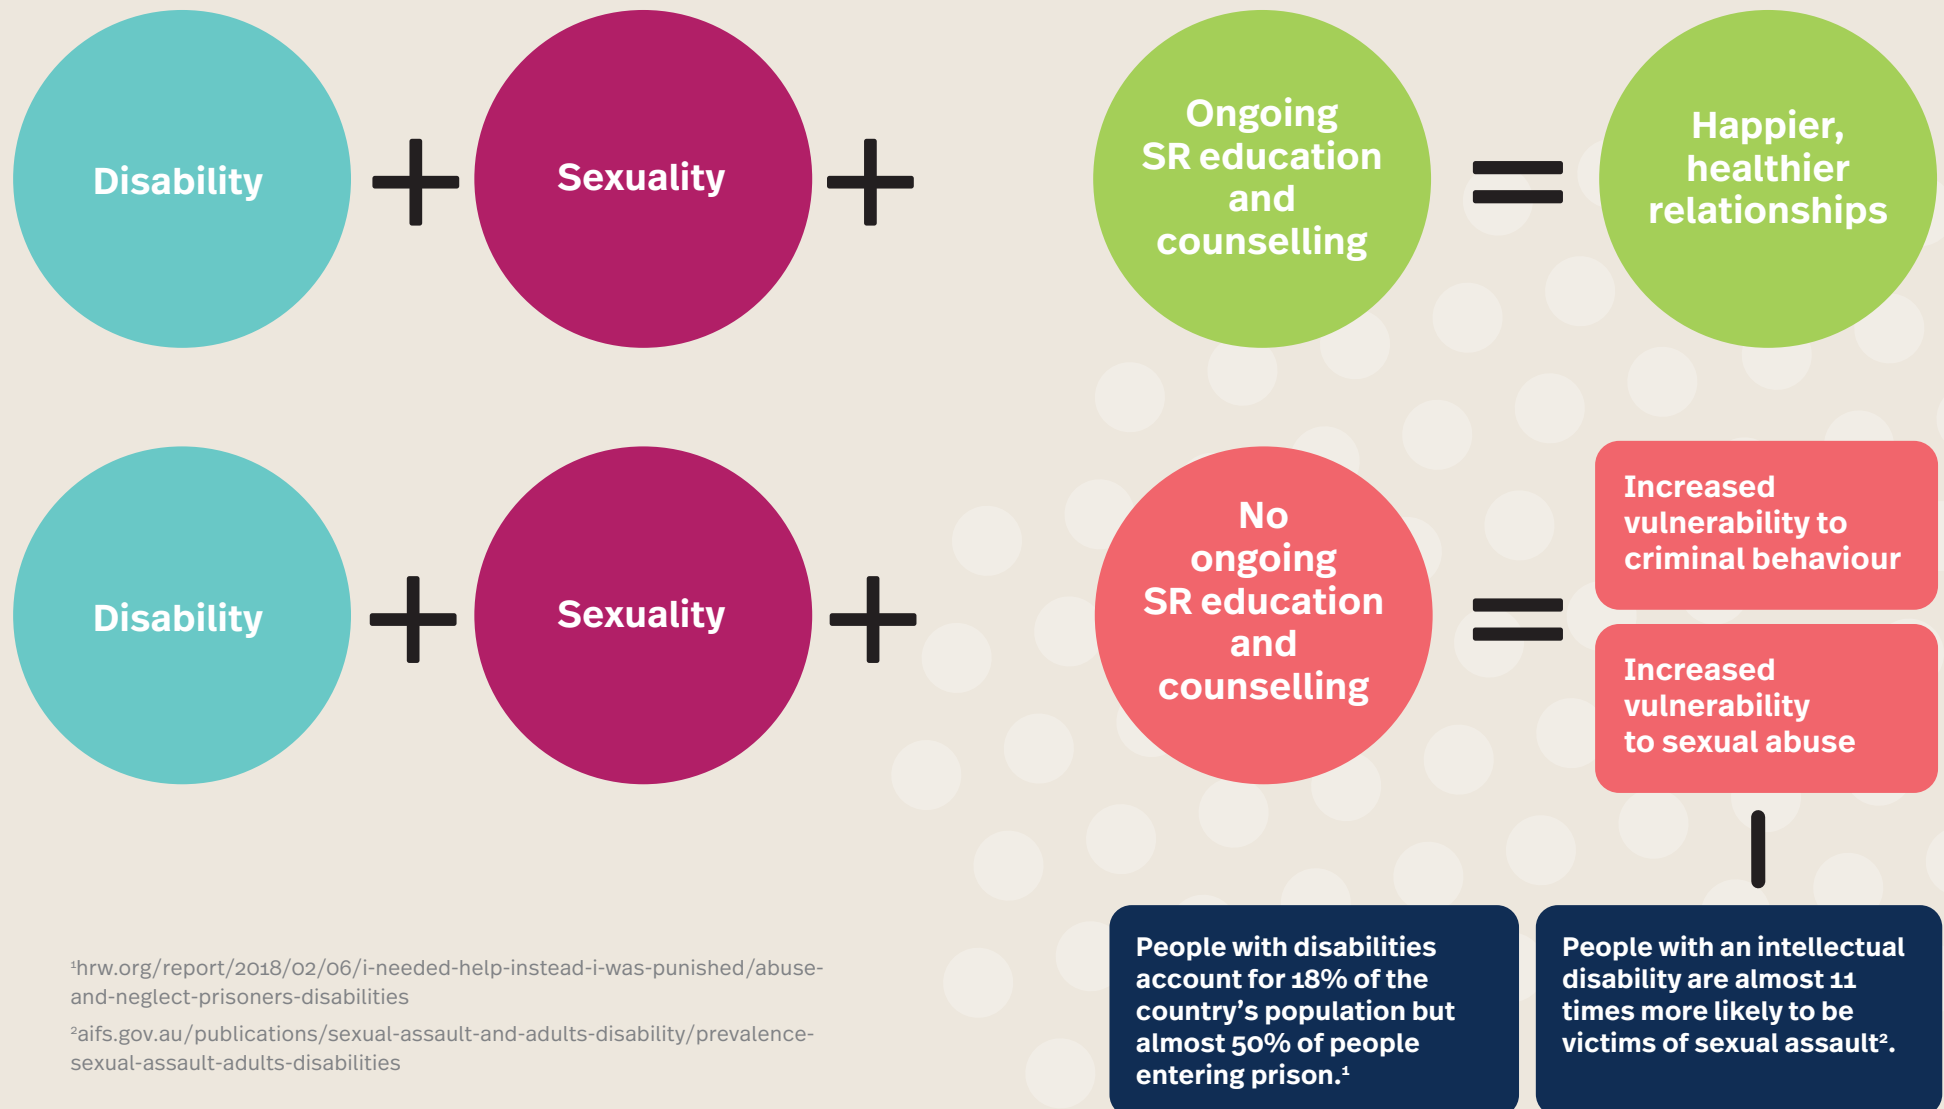 Disability
Sexuality
Ongoing
SR education
and
counselling
Happier,
healthier
relationships
Disability
Sexuality
No
ongoing
SR education
and
counselling
Increased
vulnerability to
criminal behaviour
Increased
vulnerability
to sexual abuse
People with disabilities
account for 18% of the
country's population but
almost 50% of people
entering prison.¹
People with an intellectual
disability are almost 11
times more likely to be
victims of sexual assault².
¹hrw.org/report/2018/02/06/i-needed-help-instead-i-was-punished/abuse-
and-neglect-prisoners-disabilities
²aifs.gov.au/publications/sexual-assault-and-adults-disability/prevalence-
sexual-assault-adults-disabilities